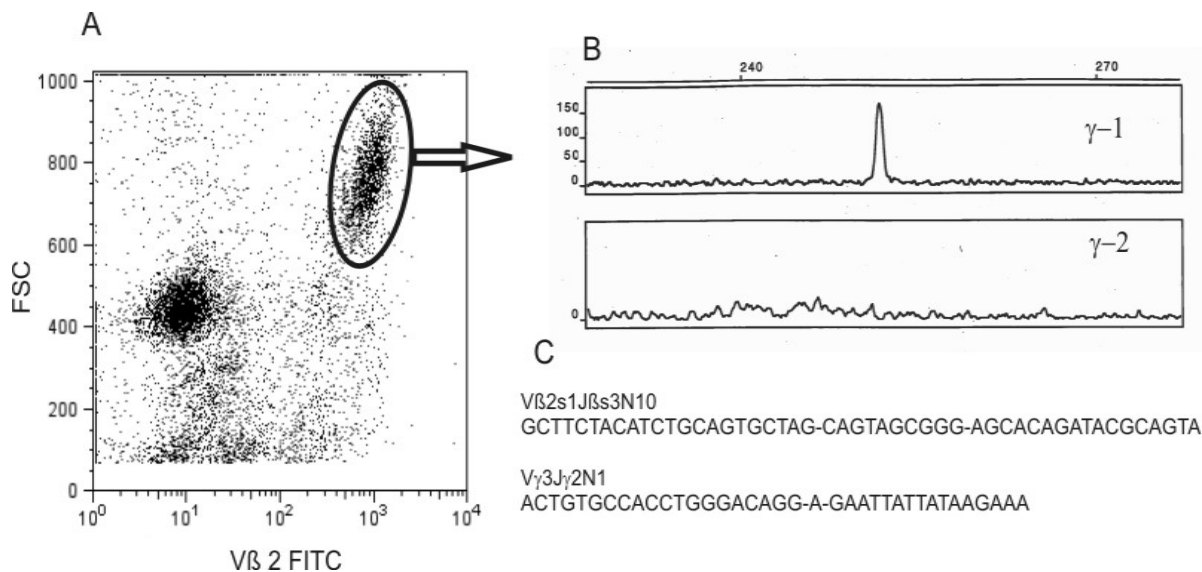 A
1000
800
600
400
200
0
FSC
10^0 10^1 10^2 10^3 10^4
Vß 2 FITC
B
240 270
150
100
50
0
γ–1
0
γ–2
C
Vß2s1Jßs3N10
GCTTCTACATCTGCAGTGCTAG-CAGTAGCGGG-AGCACAGATACGCAGTA
Vγ3Jγ2N1
ACTGTGCCACCTGGGACAGG-A-GAATTATTATAAGAAA